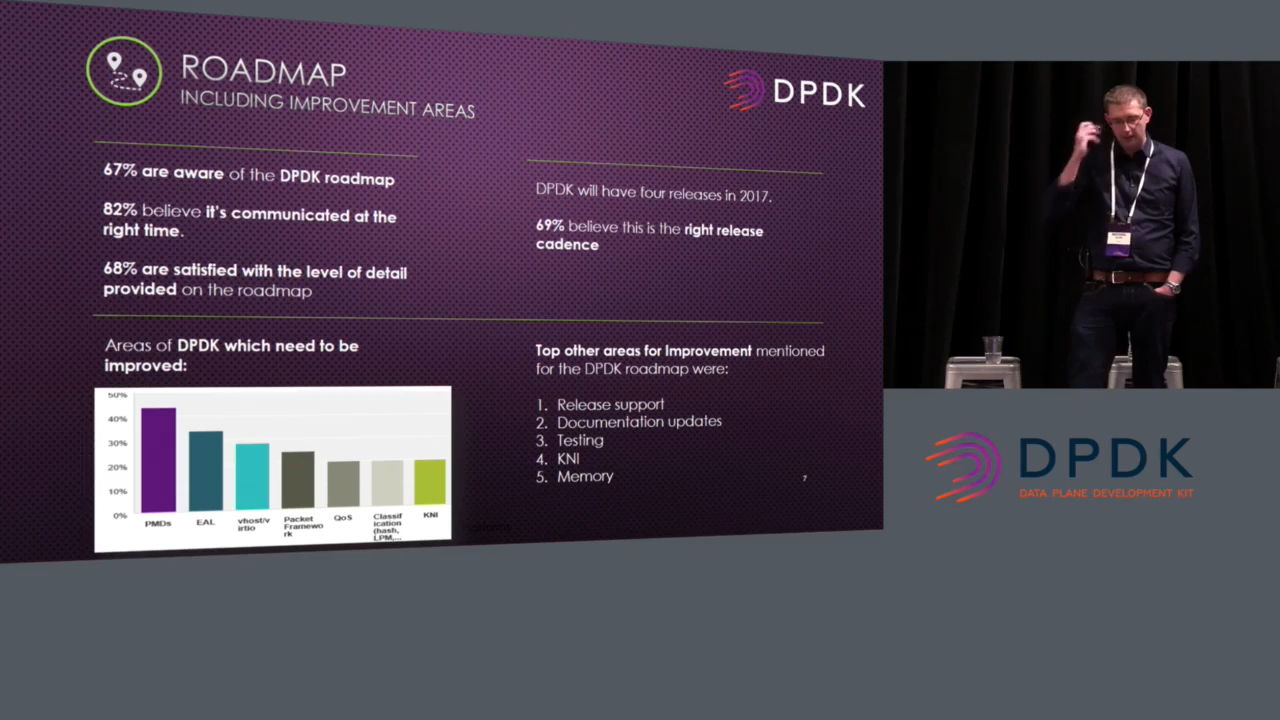 ROADMAP
INCLUDING IMPROVEMENT AREAS
DPDK
67% are aware of the DPDK roadmap
82% believe it's communicated at the
right time.
68% are satisfied with the level of detail
provided on the roadmap
DPDK will have four releases in 2017.
69% believe this is the right release
cadence
Areas of DPDK which need to be
improved:
50%
40%
30%
20%
10%
0%
PMDs
EAL
vhost/v
irtio
Packet
Framewo
rk
QoS
Classif
ication
(hash,
LPM,...
KNI
Top other areas for Improvement mentioned
for the DPDK roadmap were:
1. Release support
2. Documentation updates
3. Testing
4. KNI
5. Memory
7
DPDK
DATA PLANE DEVELOPMENT KIT